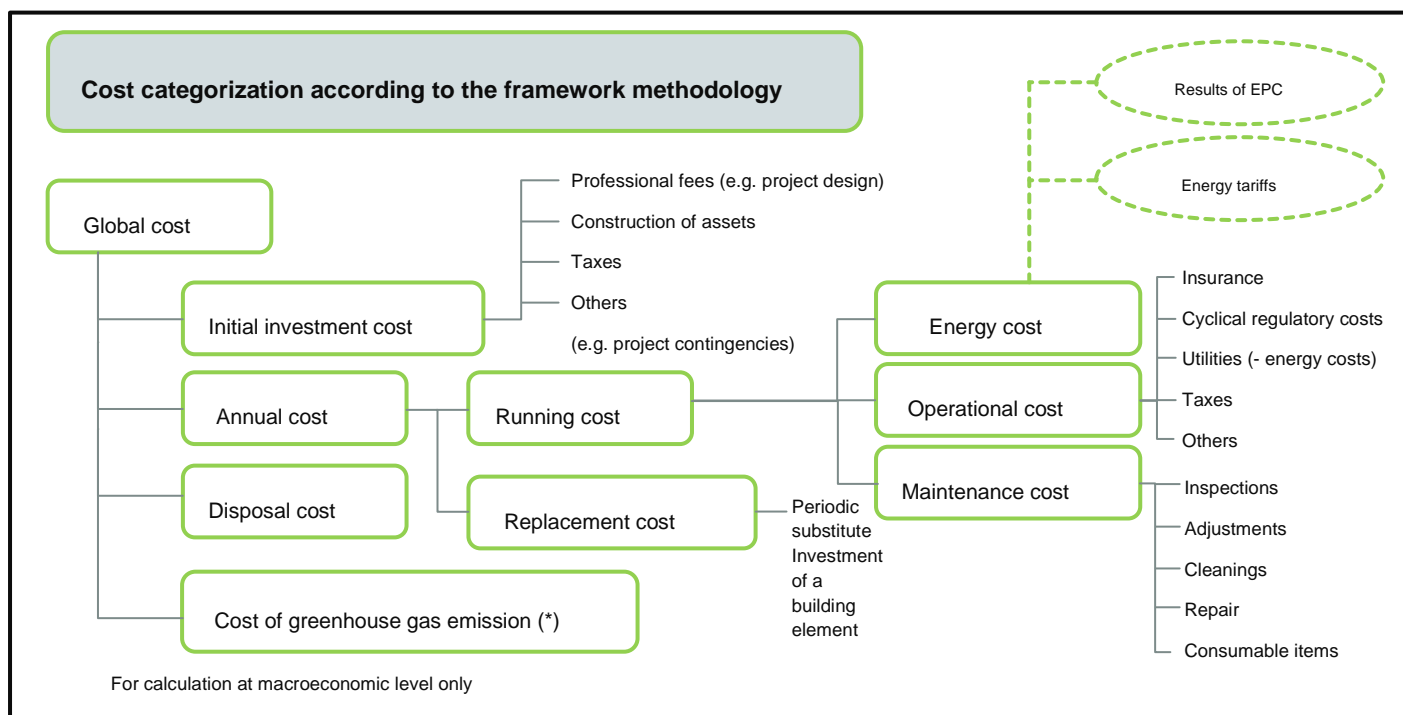 Cost categorization according to the framework methodology
Results of EPC
Energy tariffs
Global cost
Professional fees (e.g. project design)
Construction of assets
Taxes
Others
(e.g. project contingencies)
Initial investment cost
Annual cost
Running cost
Disposal cost
Replacement cost
Periodic
substitute
Investment
of a
building
element
Cost of greenhouse gas emission (*)
Energy cost
Operational cost
Maintenance cost
Insurance
Cyclical regulatory costs
Utilities (- energy costs)
Taxes
Others
Inspections
Adjustments
Cleanings
Repair
Consumable items
For calculation at macroeconomic level only